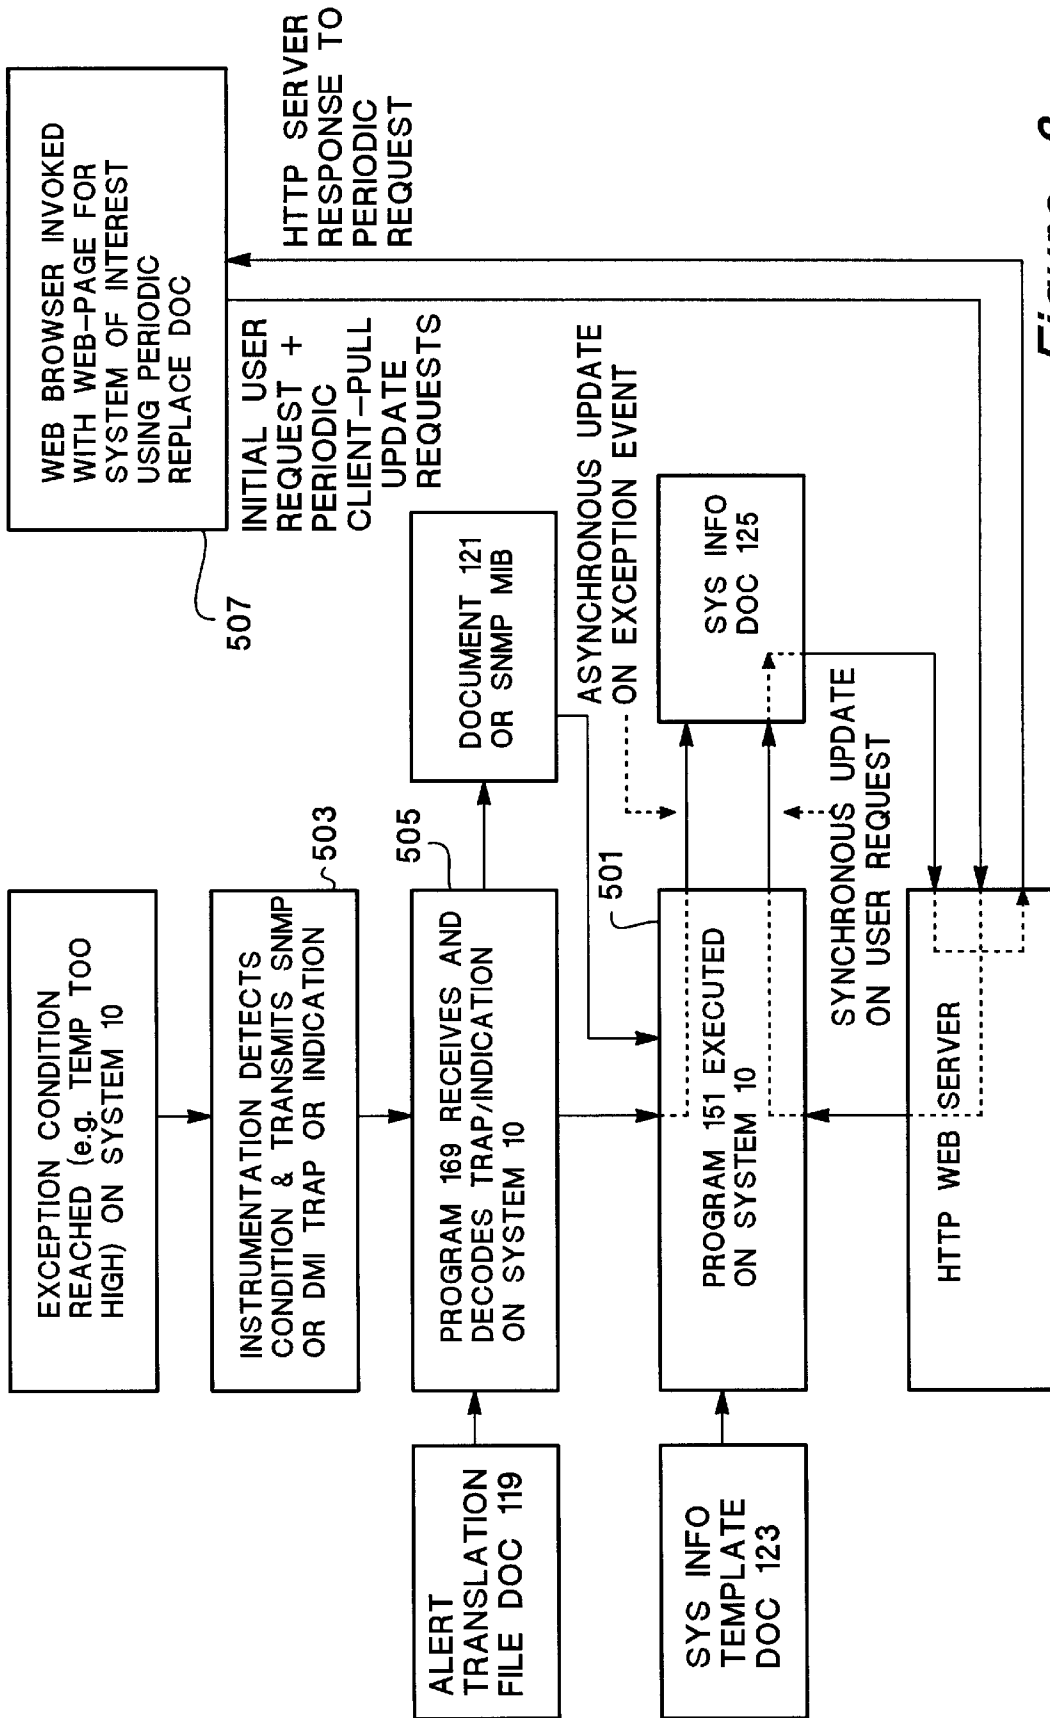 EXCEPTION CONDITION
REACHED (e.g. TEMP TOO
HIGH) ON SYSTEM 10
WEB BROWSER INVOKED
WITH WEB-PAGE FOR
SYSTEM OF INTEREST
USING PERIODIC
REPLACE DOC
507
INSTRUMENTATION DETECTS
CONDITION & TRANSMITS SNMP
OR DMI TRAP OR INDICATION
503
INITIAL USER
REQUEST +
PERIODIC
CLIENT-PULL
UPDATE
REQUESTS
HTTP SERVER
RESPONSE TO
PERIODIC
REQUEST
ALERT
TRANSLATION
FILE DOC 119
PROGRAM 169 RECEIVES AND
DECODES TRAP/INDICATION
ON SYSTEM 10
505
DOCUMENT 121
OR SNMP MIB
ASYNCHRONOUS UPDATE
ON EXCEPTION EVENT
501
SYS INFO
TEMPLATE
DOC 123
PROGRAM 151 EXECUTED
ON SYSTEM 10
SYS INFO
DOC 125
SYNCHRONOUS UPDATE
ON USER REQUEST
HTTP WEB SERVER
Figure